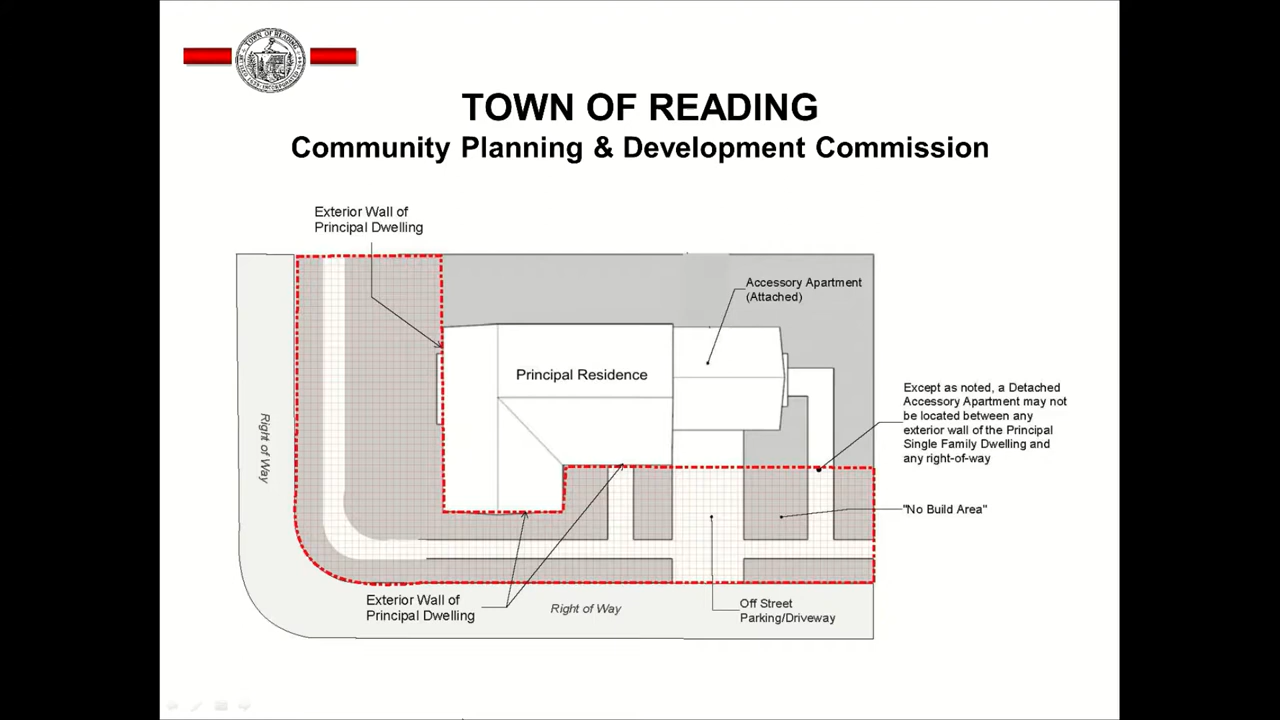 TOWN OF READING
TOWN OF READING
Community Planning & Development Commission
Exterior Wall of
Principal Dwelling
Accessory Apartment
(Attached)
Principal Residence
Except as noted, a Detached
Accessory Apartment may not
be located between any
exterior wall of the Principal
Single Family Dwelling and
any right-of-way
Right of Way
"No Build Area"
Exterior Wall of
Principal Dwelling
Right of Way
Off Street
Parking/Driveway